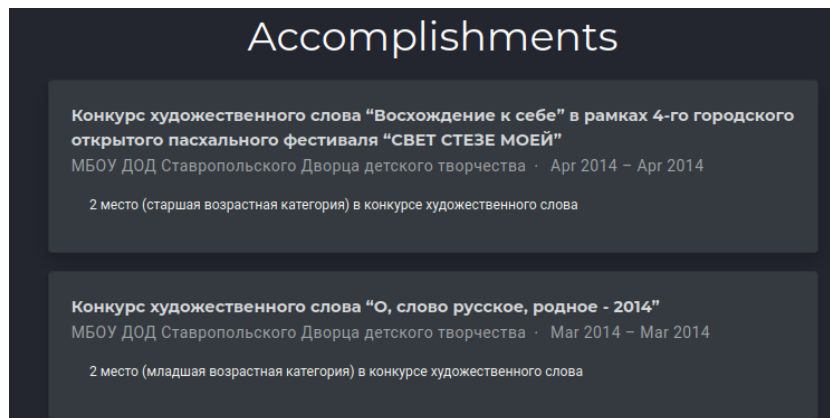 Accomplishments
Конкурс художественного слова “Восхождение к себе” в рамках 4-го городского
открытого пасхального фестиваля “СВЕТ СТЕЗЕ МОЕЙ”
МБОУ ДОД Ставропольского Дворца детского творчества · Apr 2014 – Apr 2014
2 место (старшая возрастная категория) в конкурсе художественного слова
Конкурс художественного слова “О, слово русское, родное - 2014”
МБОУ ДОД Ставропольского Дворца детского творчества · Mar 2014 – Mar 2014
2 место (младшая возрастная категория) в конкурсе художественного слова